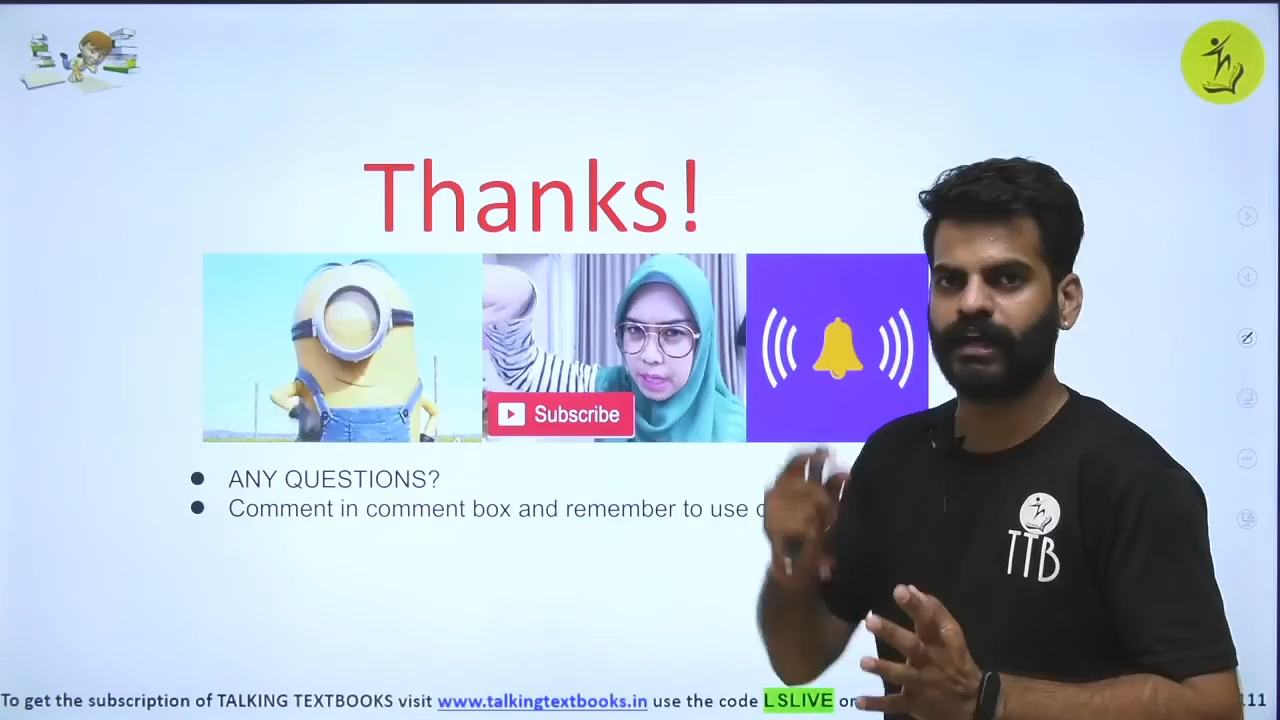 Thanks!
Subscribe
ANY QUESTIONS?
Comment in comment box and remember to use
TTB
To get the subscription of TALKING TEXTBOOKS visit www.talkingtextbooks.in use the code LSLIVE or 111